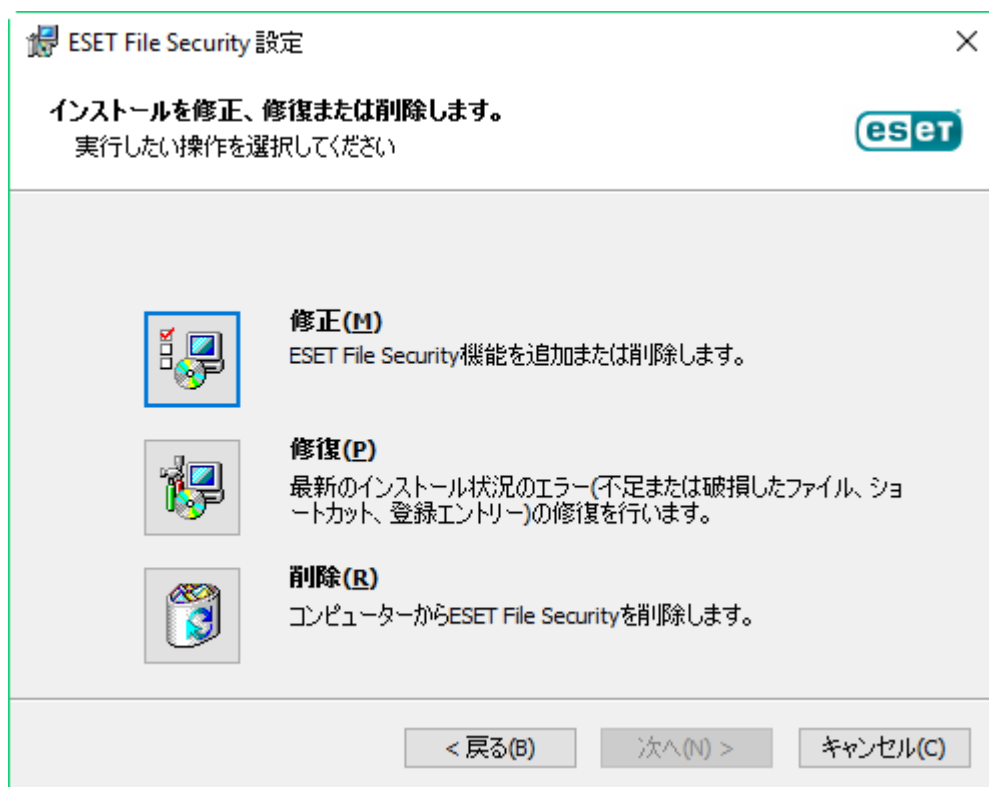 ESET File Security 設定
インストールを修正、修復または削除します。
実行したい操作を選択してください
eset
修正(M)
ESET File Security機能を追加または削除します。
修復(P)
最新のインストール状況のエラー(不足または破損したファイル、ショ
ートカット、登録エントリー)の修復を行います。
削除(R)
コンピューターからESET File Securityを削除します。
< 戻る(B)
次へ(N) >
キャンセル(C)